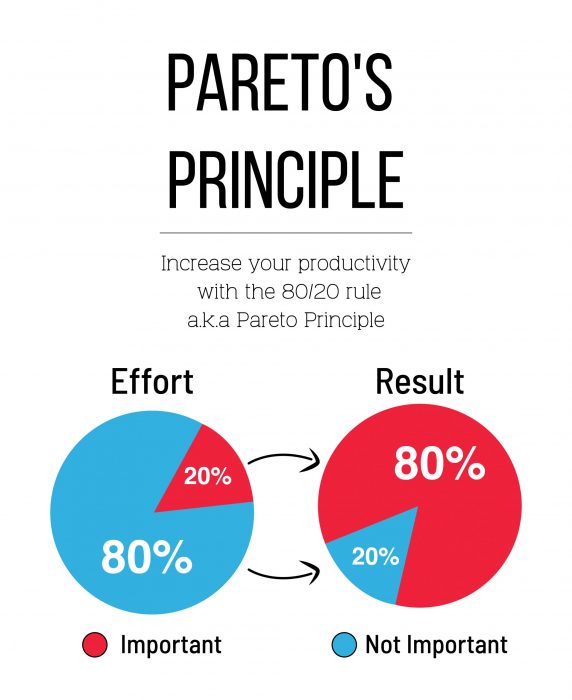 PARETO'S
PRINCIPLE
Increase your productivity
with the 80/20 rule
a.k.a Pareto Principle
Effort
Result
20%
80%
80%
20%
Important
Not Important